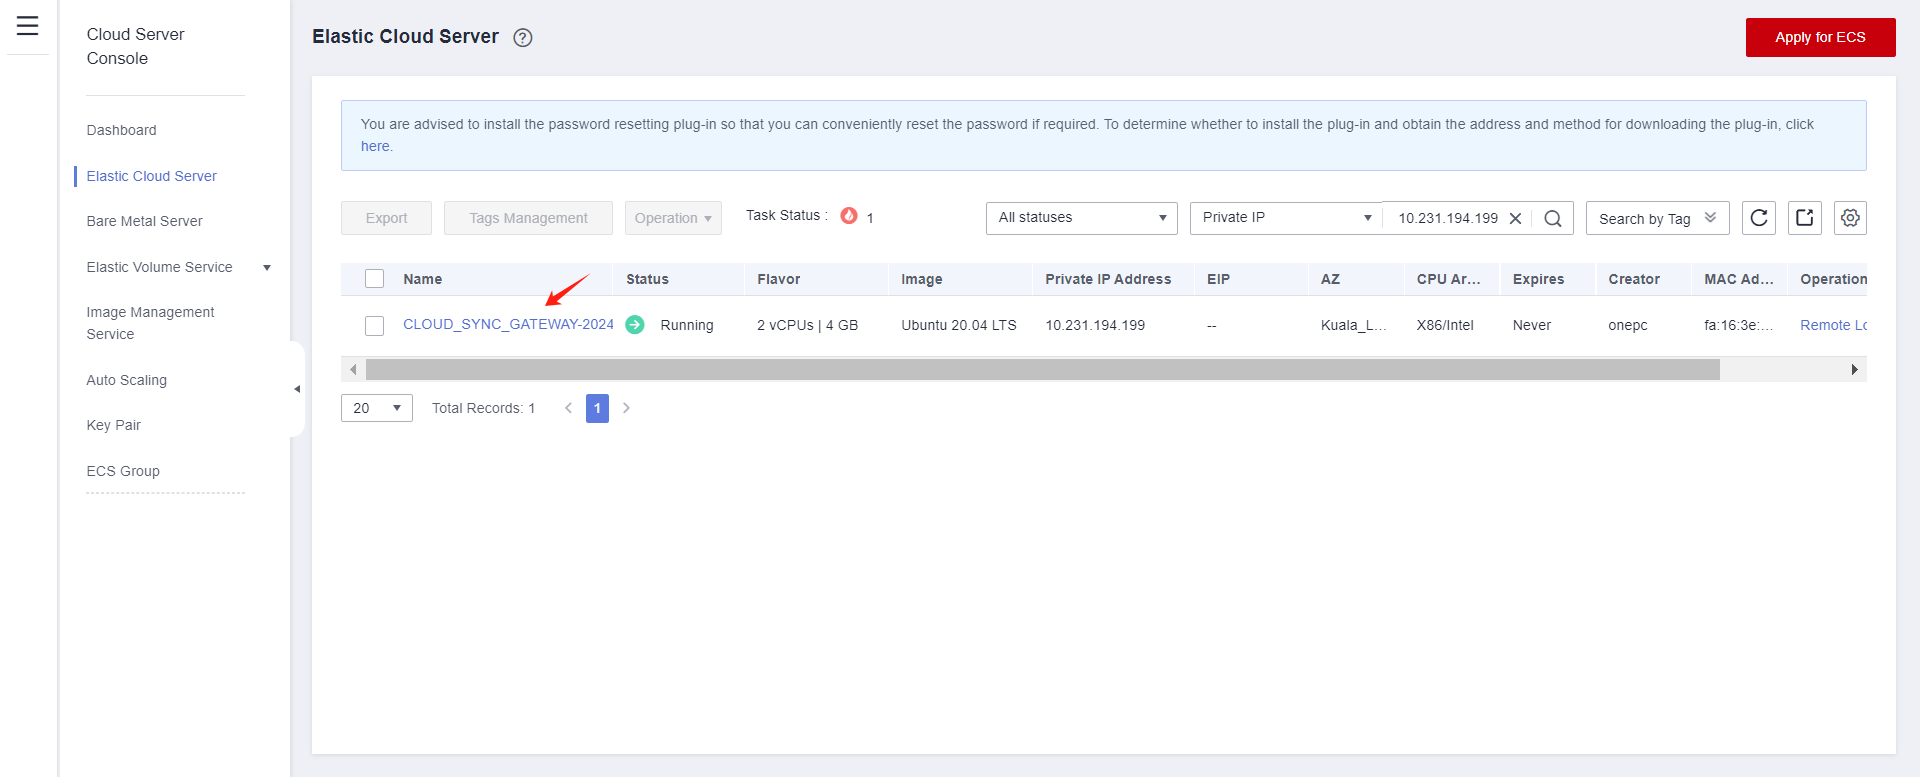 Cloud Server
Console
Dashboard
Elastic Cloud Server
Bare Metal Server
Elastic Volume Service
Image Management
Service
Auto Scaling
Key Pair
ECS Group
Elastic Cloud Server ?
Apply for ECS
You are advised to install the password resetting plug-in so that you can conveniently reset the password if required. To determine whether to install the plug-in and obtain the address and method for downloading the plug-in, click
here.
Export Tags Management Operation Task Status : 1 All statuses Private IP 10.231.194.199 Search by Tag
Name Status Flavor Image Private IP Address EIP AZ CPU Ar... Expires Creator MAC Ad... Operation
CLOUD_SYNC_GATEWAY-2024 Running 2 vCPUs | 4 GB Ubuntu 20.04 LTS 10.231.194.199 -- Kuala_L... X86/Intel Never onepc fa:16:3e:... Remote Lo
20 Total Records: 1 1